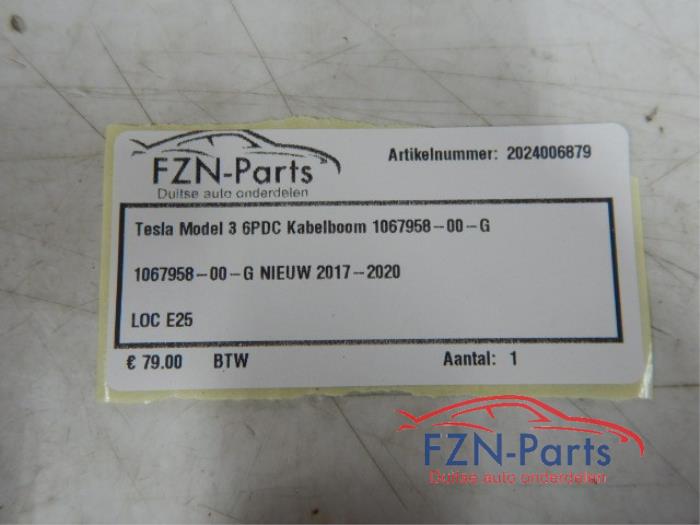 FZN-Parts
Duitse auto onderdelen
Artikelnummer: 2024006879
Tesla Model 3 6PDC Kabelboom 1067958-00-G
1067958-00-G NIEUW 2017-2020
LOC E25
€ 79.00 BTW Aantal: 1
FZN-Parts
Duitse auto onderdelen